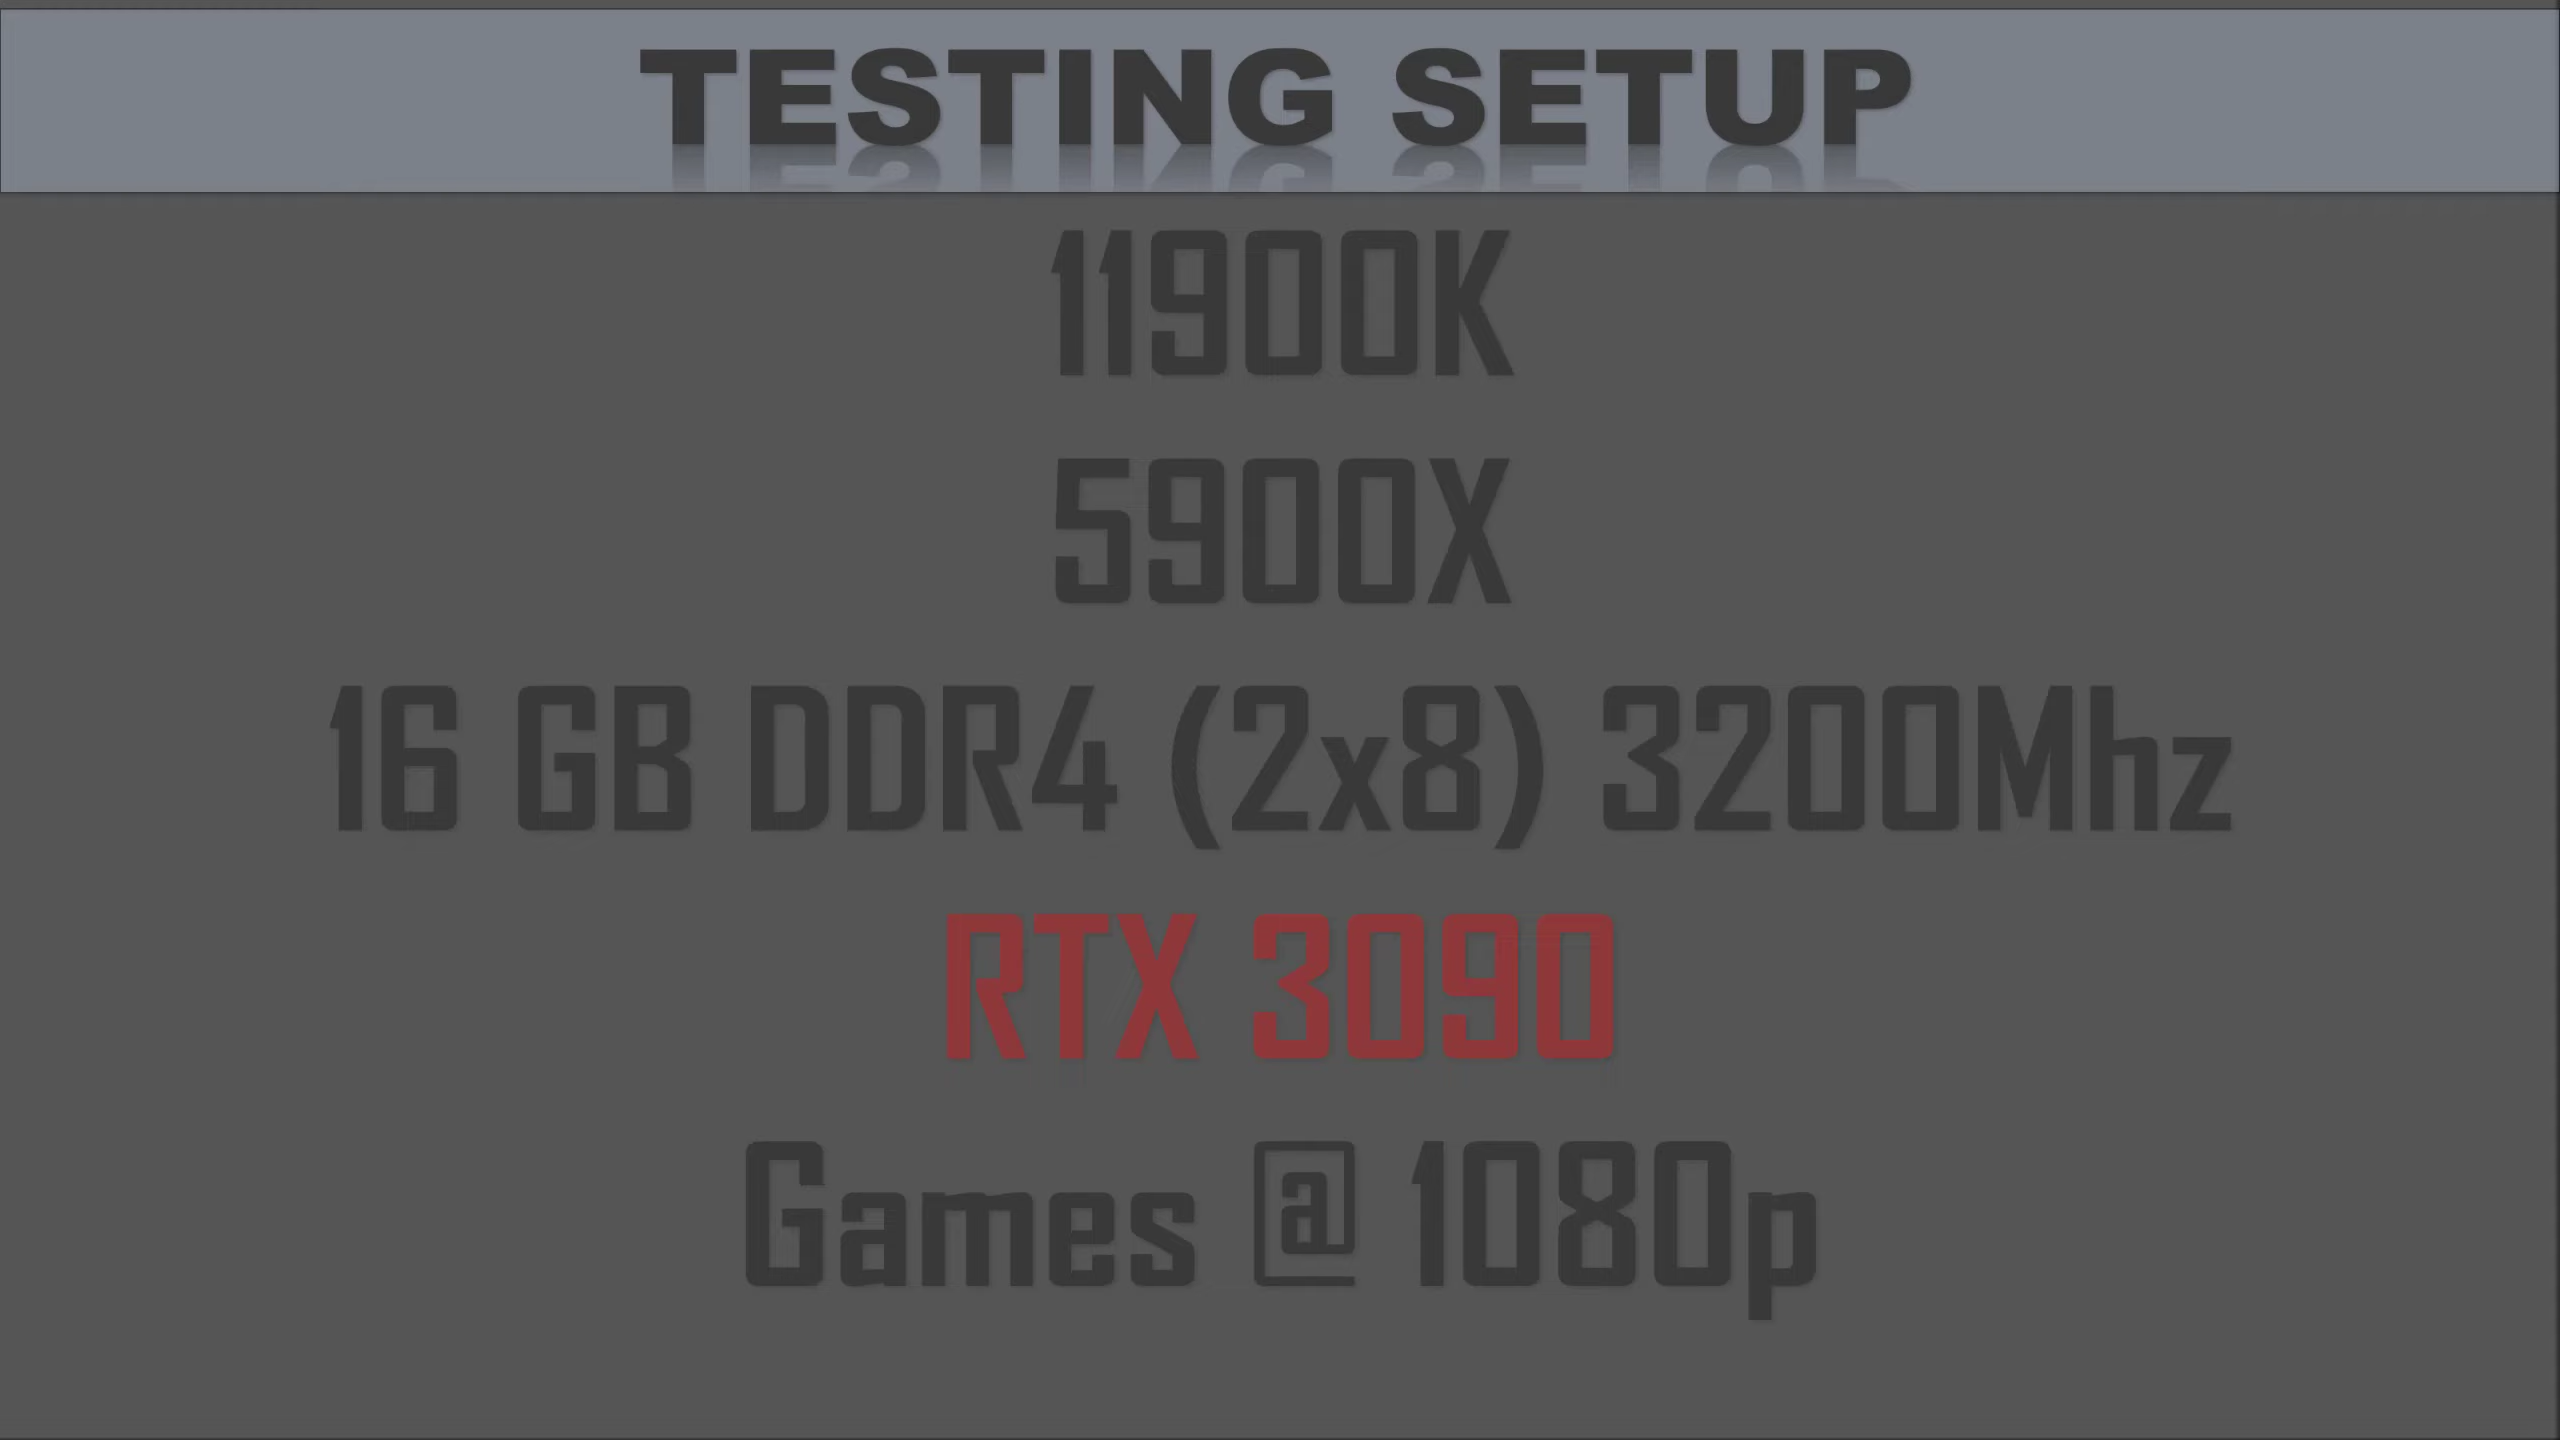 TESTING SETUP
11900K
5900X
16 GB DDR4 (2x8) 3200Mhz
RTX 3090
Games @ 1080p